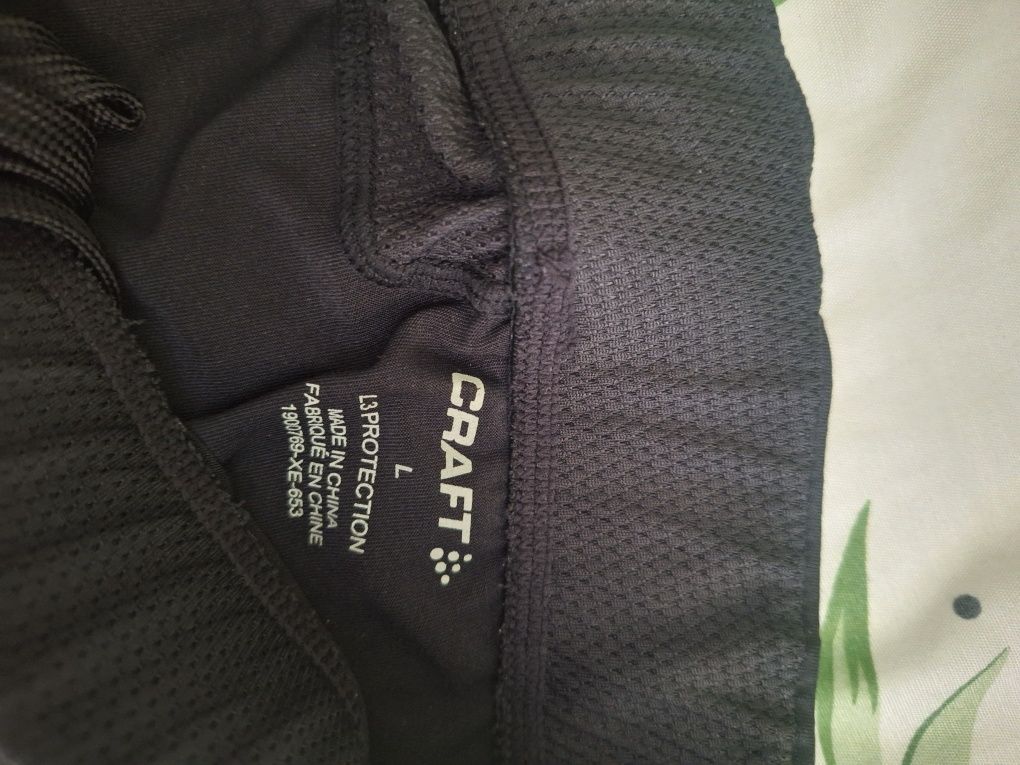 CRAFT
L
L3 PROTECTION
MADE IN CHINA
FABRIQUÉ EN CHINE
1900769-XE-653